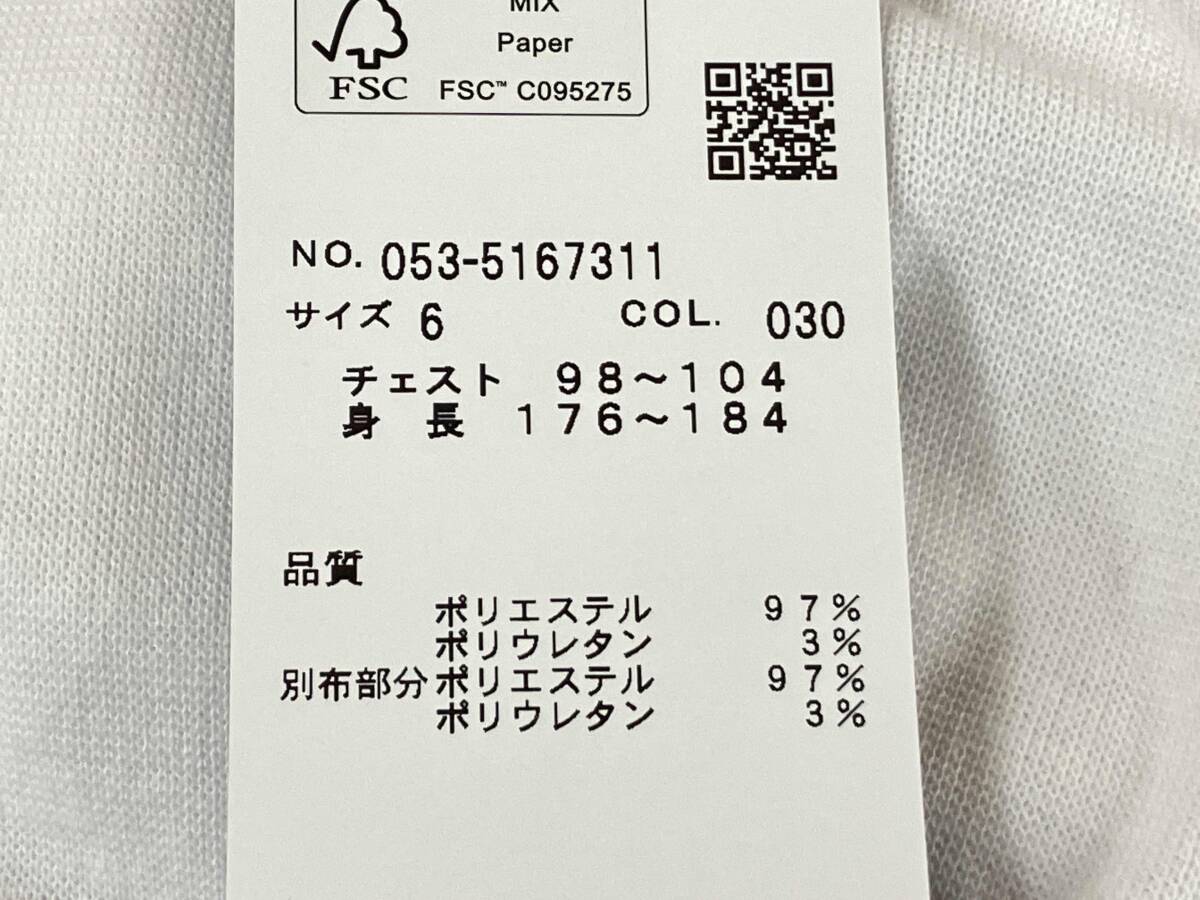 MIX
Paper
FSC FSC™ C095275
NO. 053-5167311
サイズ 6 COL. 030
チェスト 98～104
身 長 176～184
品質
ポリエステル 97%
ポリウレタン 3%
別布部分 ポリエステル 97%
ポリウレタン 3%